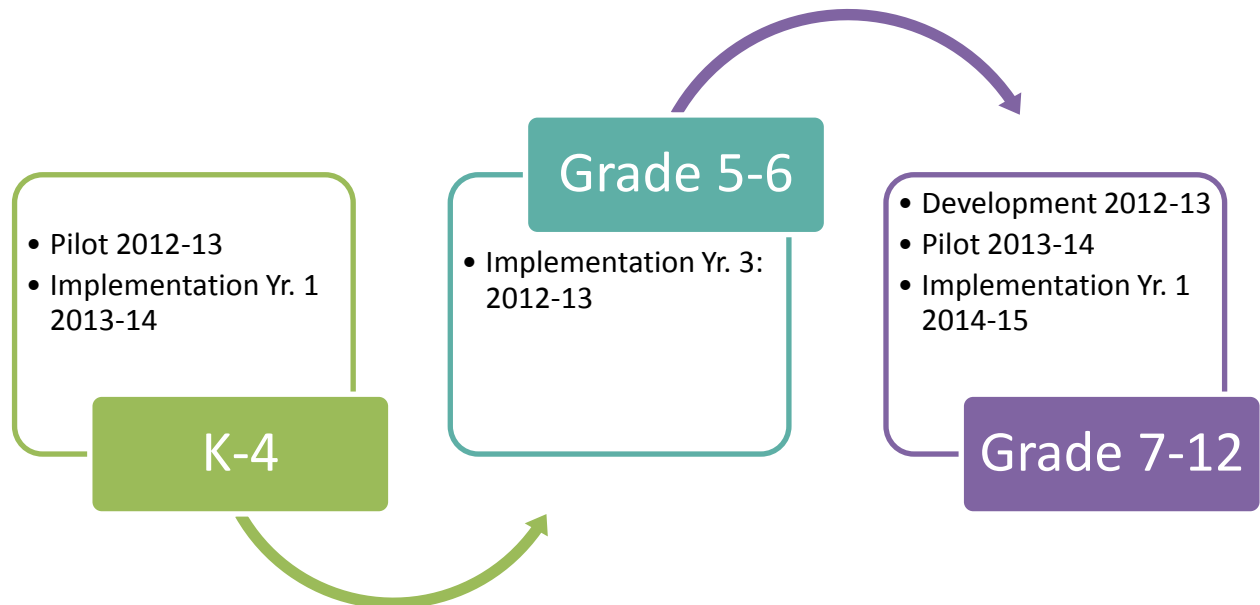 • Pilot 2012-13
• Implementation Yr. 1
2013-14
K-4
Grade 5-6
• Implementation Yr. 3:
2012-13
• Development 2012-13
• Pilot 2013-14
• Implementation Yr. 1
2014-15
Grade 7-12